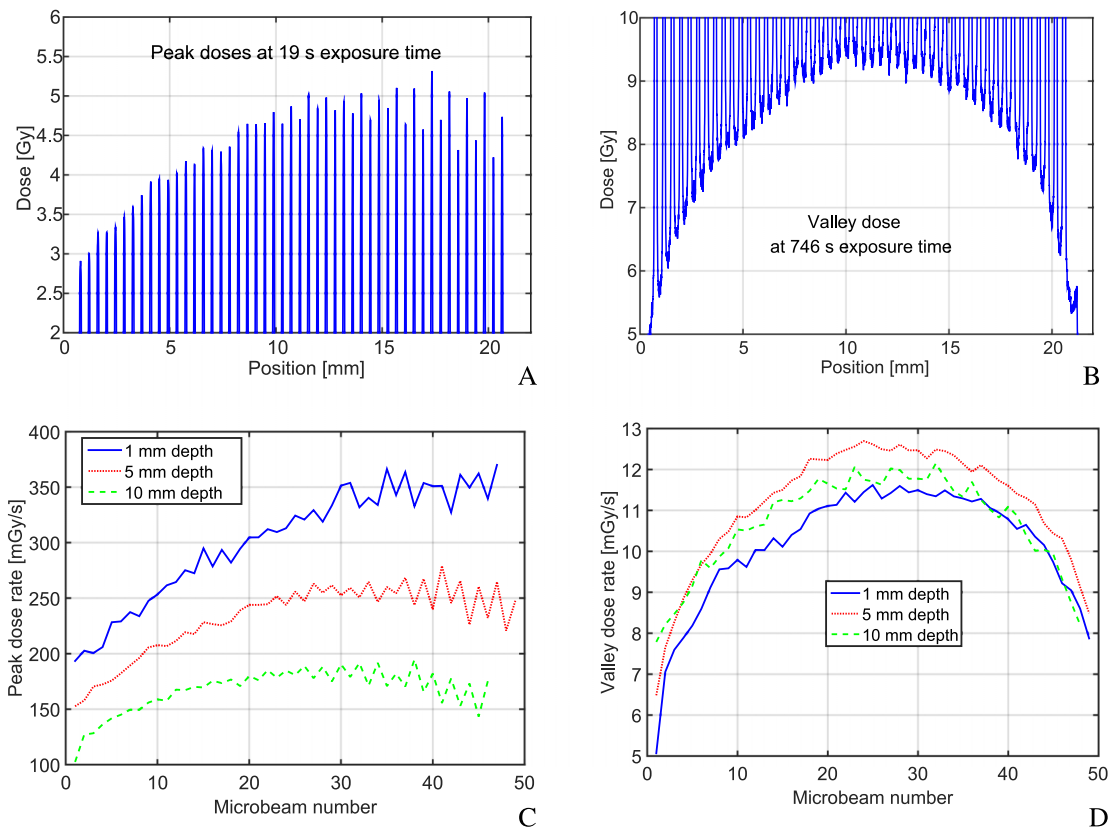 6
5.5
5
4.5
4
3.5
3
2.5
2
Dose [Gy]
Peak doses at 19 s exposure time
0
5
10
15
20
Position [mm]
A
10
9
8
7
6
5
Dose [Gy]
Valley dose
at 746 s exposure time
0
5
10
15
20
Position [mm]
B
400
350
300
250
200
150
100
Peak dose rate [mGy/s]
1 mm depth
5 mm depth
10 mm depth
0
10
20
30
40
50
Microbeam number
C
13
12
11
10
9
8
7
6
5
Valley dose rate [mGy/s]
1 mm depth
5 mm depth
10 mm depth
0
10
20
30
40
50
Microbeam number
D